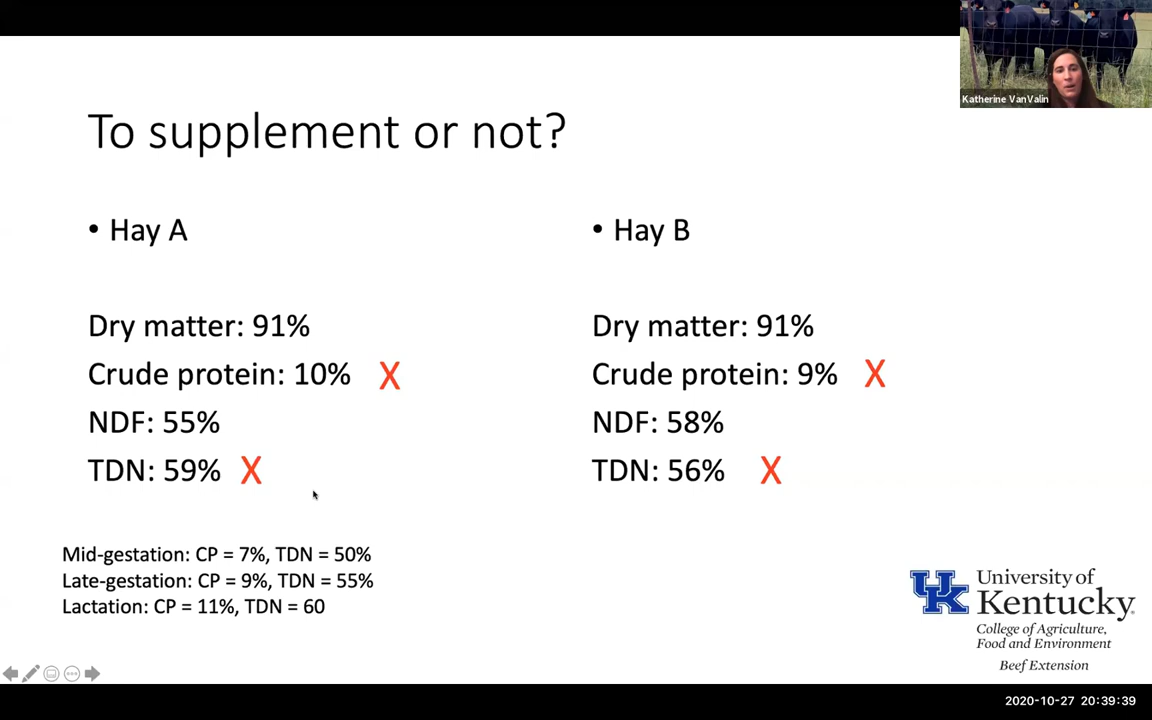 Katherine VanValin
To supplement or not?
• Hay A
Dry matter: 91%
Crude protein: 10% X
NDF: 55%
TDN: 59% X
• Hay B
Dry matter: 91%
Crude protein: 9% X
NDF: 58%
TDN: 56% X
Mid-gestation: CP = 7%, TDN = 50%
Late-gestation: CP = 9%, TDN = 55%
Lactation: CP = 11%, TDN = 60
UK
University of
Kentucky
College of Agriculture,
Food and Environment
Beef Extension
2020-10-27 20:39:39